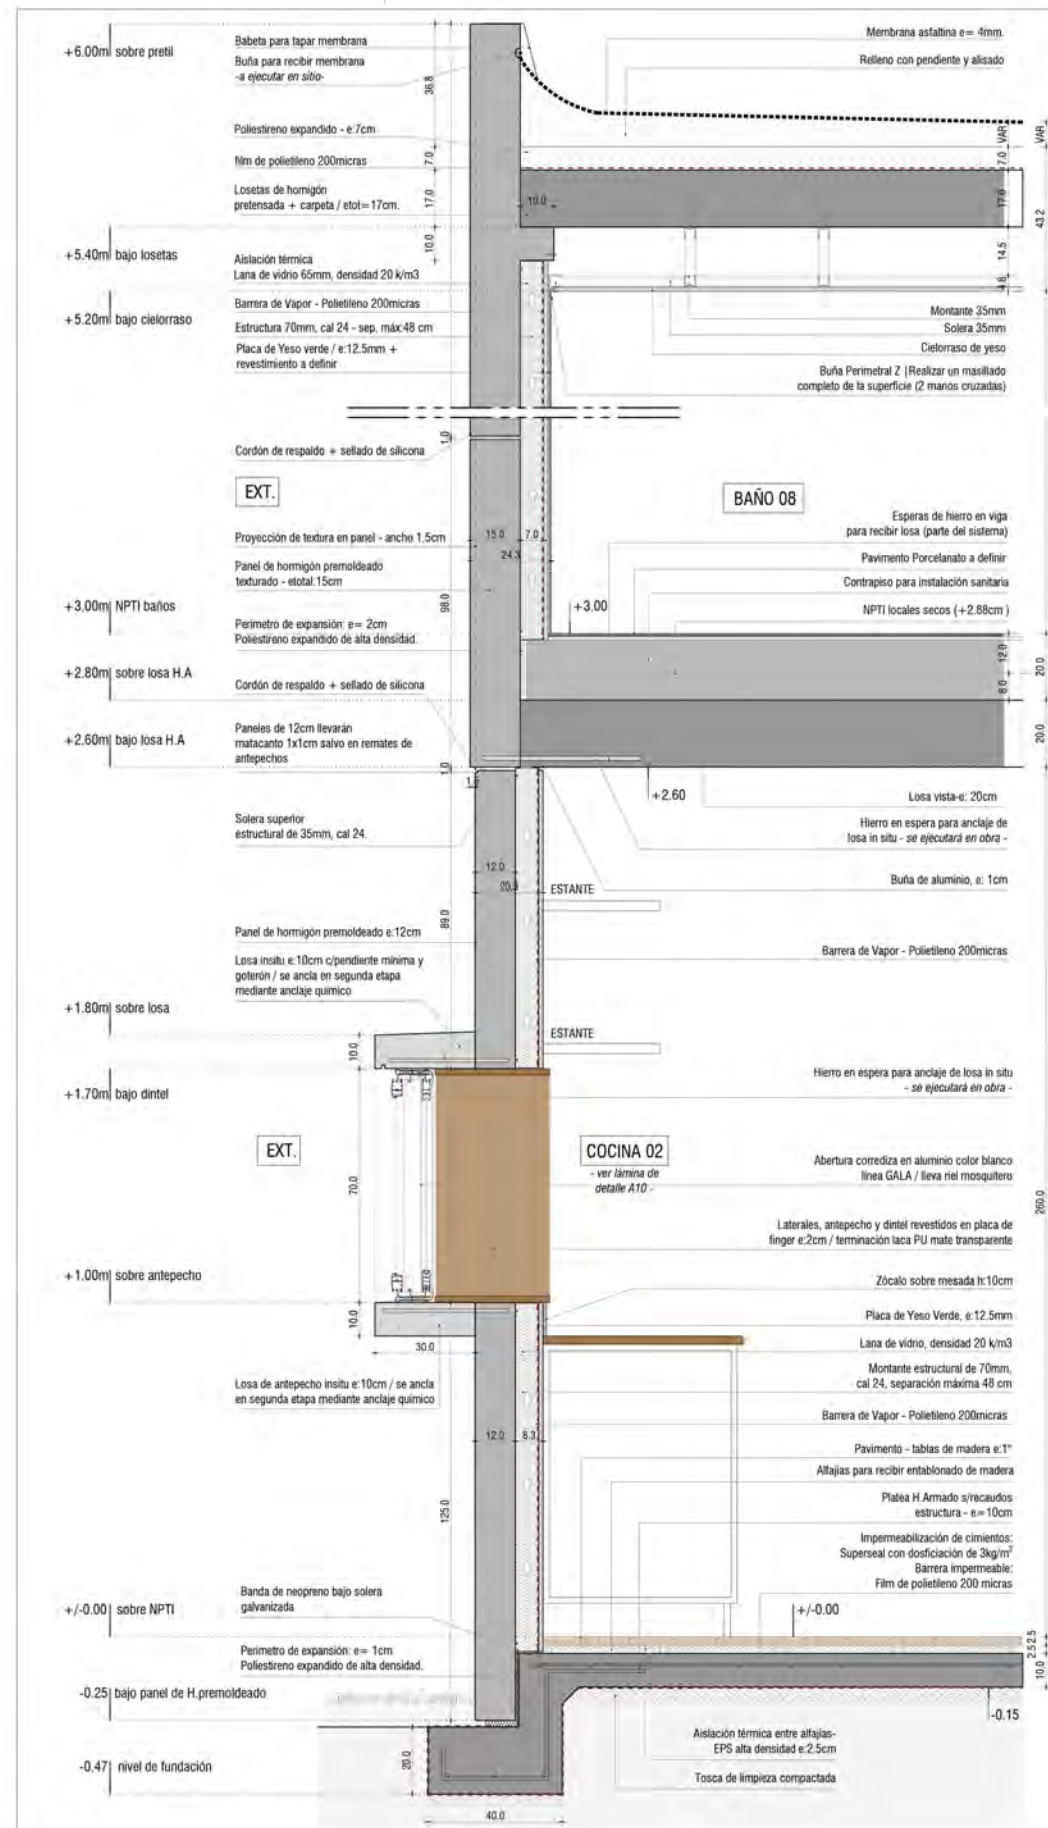 +6.00m sobre pretil
Babeta para tapar membrana
Buña para recibir membrana
-a ejecutar en sitio-
Poliestireno expandido - e:7cm
film de polietileno 200micras
Losetas de hormigón
pretensada + carpeta / etot=17cm.
+5.40m bajo losetas
Aislación térmica
Lana de vidrio 65mm, densidad 20 k/m3
Barrera de Vapor - Polietileno 200micras
+5.20m bajo cielorraso
Estructura 70mm, cal 24 - sep. máx:48 cm
Placa de Yeso verde / e:12.5mm +
revestimiento a definir
Membrana asfaltina e= 4mm.
Relleno con pendiente y alisado
36.8
7.0
17.0
10.0
10.0
VAR
7.0
17.0
14.5
4.8
VAR
43.2
Montante 35mm
Solera 35mm
Cielorraso de yeso
Buña Perimetral Z | Realizar un masillado
completo de la superficie (2 manos cruzadas)
1.0
Cordón de respaldo + sellado de silicona
EXT.
BAÑO 08
Proyección de textura en panel - ancho 1.5cm
Panel de hormigón premoldeado
texturado - etotal:15cm
15.0
7.0
24.3
98.0
Esperas de hierro en viga
para recibir losa (parte del sistema)
Pavimento Porcelanato a definir
Contrapiso para instalación sanitaria
NPTI locales secos (+2.88cm )
+3.00
+3.00m NPTI baños
Perimetro de expansión: e= 2cm
Poliestireno expandido de alta densidad.
+2.80m sobre losa H.A
Cordón de respaldo + sellado de silicona
+2.60m bajo losa H.A
Paneles de 12cm llevarán
matacanto 1x1cm salvo en remates de
antepechos
12.0
8.0
20.0
20.0
1.0
+2.60
Losa vista-e: 20cm
Hierro en espera para anclaje de
losa in situ - se ejecutará en obra -
Buña de aluminio, e: 1cm
Solera superior
estructural de 35mm, cal 24.
12.0
ESTANTE
89.0
Panel de hormigón premoldeado e:12cm
Losa insitu e:10cm c/pendiente mínima y
goterón / se ancla en segunda etapa
mediante anclaje químico
Barrera de Vapor - Polietileno 200micras
+1.80m sobre losa
ESTANTE
10.0
+1.70m bajo dintel
Hierro en espera para anclaje de losa in situ
- se ejecutará en obra -
EXT.
COCINA 02
- ver lámina de
detalle A10 -
Abertura corrediza en aluminio color blanco
línea GALA / lleva riel mosquitero
70.0
260.0
Laterales, antepecho y dintel revestidos en placa de
finger e:2cm / terminación laca PU mate transparente
+1.00m sobre antepecho
Zócalo sobre mesada h:10cm
10.0
30.0
Placa de Yeso Verde, e:12.5mm
Lana de vidrio, densidad 20 k/m3
Montante estructural de 70mm,
cal 24, separación máxima 48 cm
Losa de antepecho insitu e:10cm / se ancla
en segunda etapa mediante anclaje químico
Barrera de Vapor - Polietileno 200micras
12.0
8.3
Pavimento - tablas de madera e:1"
Alfajias para recibir entablonado de madera
125.0
Platea H.Armado s/recaudos
estructura - e=10cm
Impermeabilización de cimientos:
Superseal con dosficiación de 3kg/m²
Barrera impermeable:
Film de polietileno 200 micras
Banda de neopreno bajo solera
galvanizada
+/-0.00 sobre NPTI
+/-0.00
Perimetro de expansión: e= 1cm
Poliestireno expandido de alta densidad.
2.5
2.5
10.0
-0.25 bajo panel de H.premoldeado
-0.15
Aislación térmica entre alfajías-
EPS alta densidad e:2.5cm
-0.47 nivel de fundación
20.0
Tosca de limpieza compactada
40.0